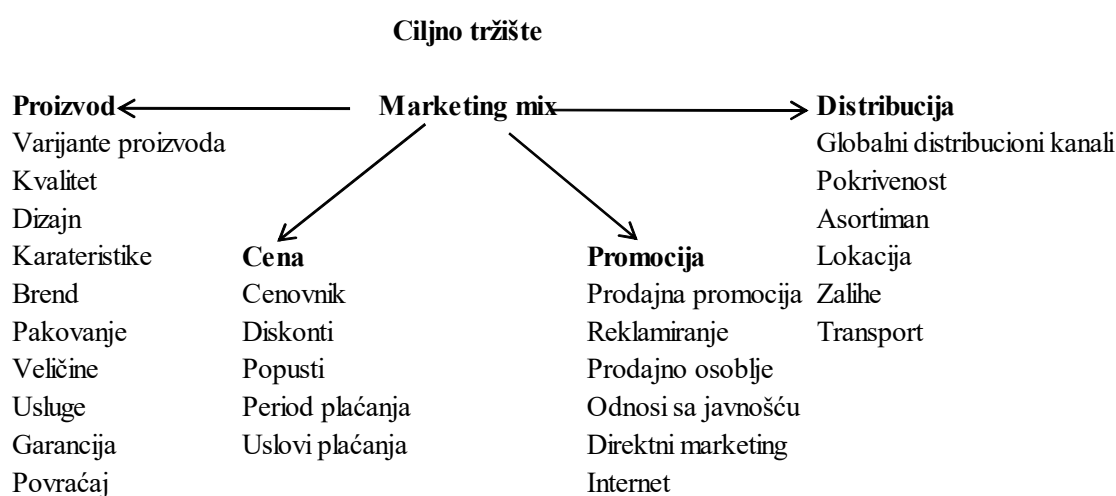 Ciljno tržište
Marketing mix
Proizvod
Varijante proizvoda
Kvalitet
Dizajn
Karateristike
Brend
Pakovanje
Veličine
Usluge
Garancija
Povraćaj
Cena
Cenovnik
Diskonti
Popusti
Period plaćanja
Uslovi plaćanja
Promocija
Prodajna promocija
Reklamiranje
Prodajno osoblje
Odnosi sa javnošću
Direktni marketing
Internet
Distribucija
Globalni distribucioni kanali
Pokrivenost
Asortiman
Lokacija
Zalihe
Transport